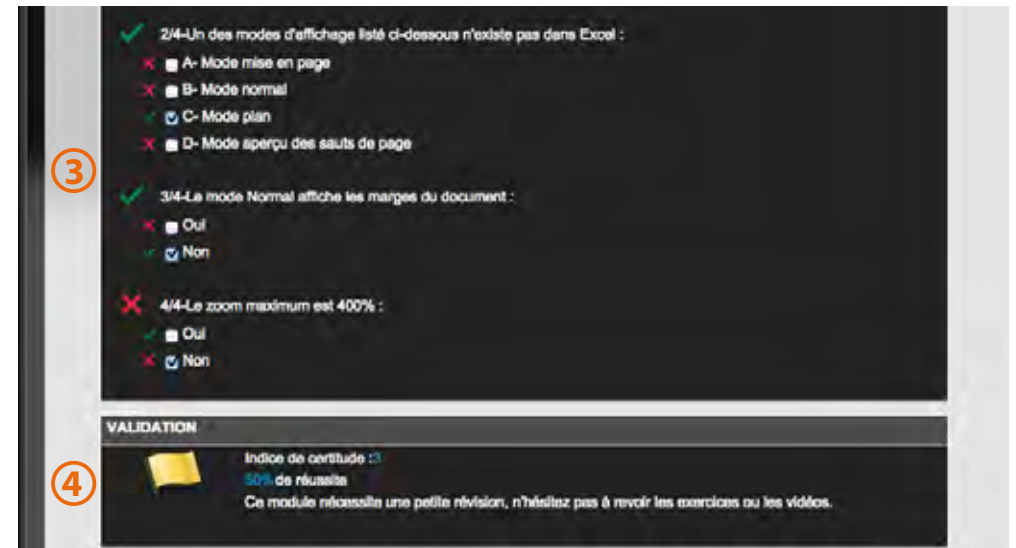 2/4-Un des modes d'affichage listé ci-dessous n'existe pas dans Excel :
A- Mode mise en page
B- Mode normal
C- Mode plan
D- Mode aperçu des sauts de page
3
3/4-Le mode Normal affiche les marges du document :
Oui
Non
4/4-Le zoom maximum est 400% :
Oui
Non
VALIDATION
4
Indice de certitude :3
50% de réussite
Ce module nécessite une petite révision, n'hésitez pas à revoir les exercices ou les vidéos.